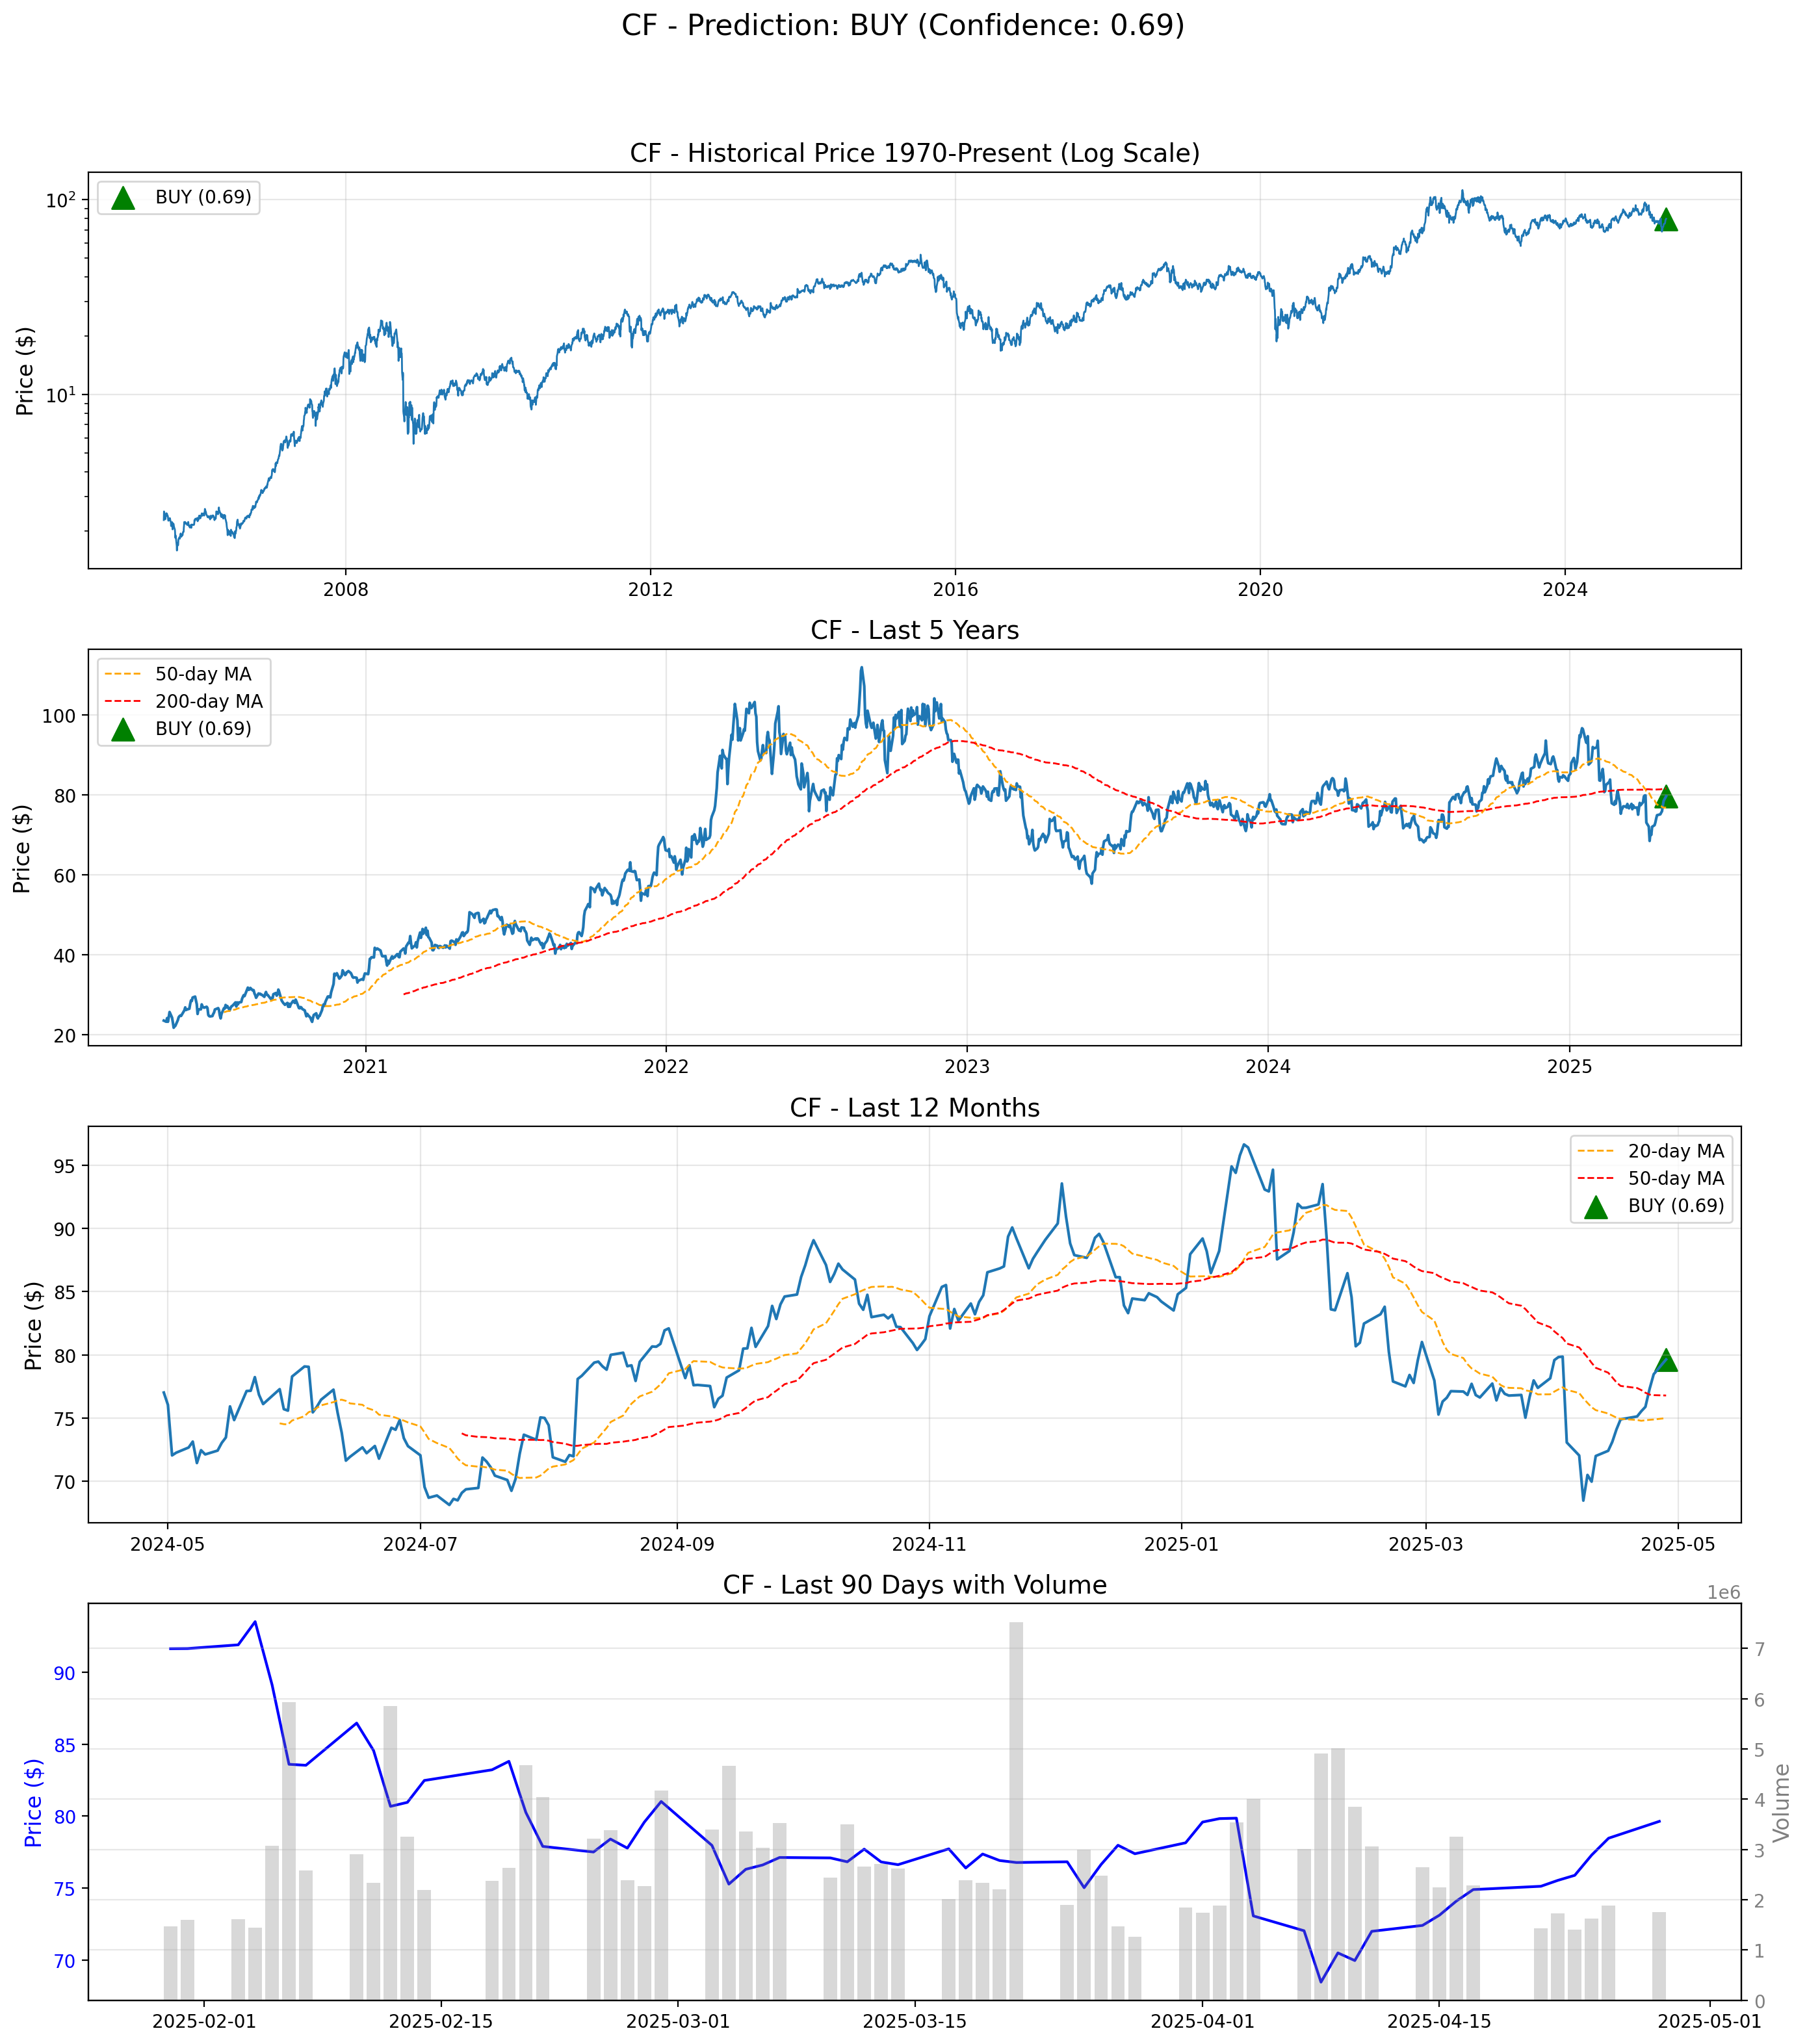 CF - Prediction: BUY (Confidence: 0.69)
CF - Historical Price 1970-Present (Log Scale)
BUY (0.69)
Price ($)
10²
10¹
2008 2012 2016 2020 2024
CF - Last 5 Years
50-day MA
200-day MA
BUY (0.69)
Price ($)
100
80
60
40
20
2021 2022 2023 2024 2025
CF - Last 12 Months
20-day MA
50-day MA
BUY (0.69)
Price ($)
95
90
85
80
75
70
2024-05 2024-07 2024-09 2024-11 2025-01 2025-03 2025-05
CF - Last 90 Days with Volume
1e6
Price ($)
90
85
80
75
70
Volume
7
6
5
4
3
2
1
0
2025-02-01 2025-02-15 2025-03-01 2025-03-15 2025-04-01 2025-04-15 2025-05-01